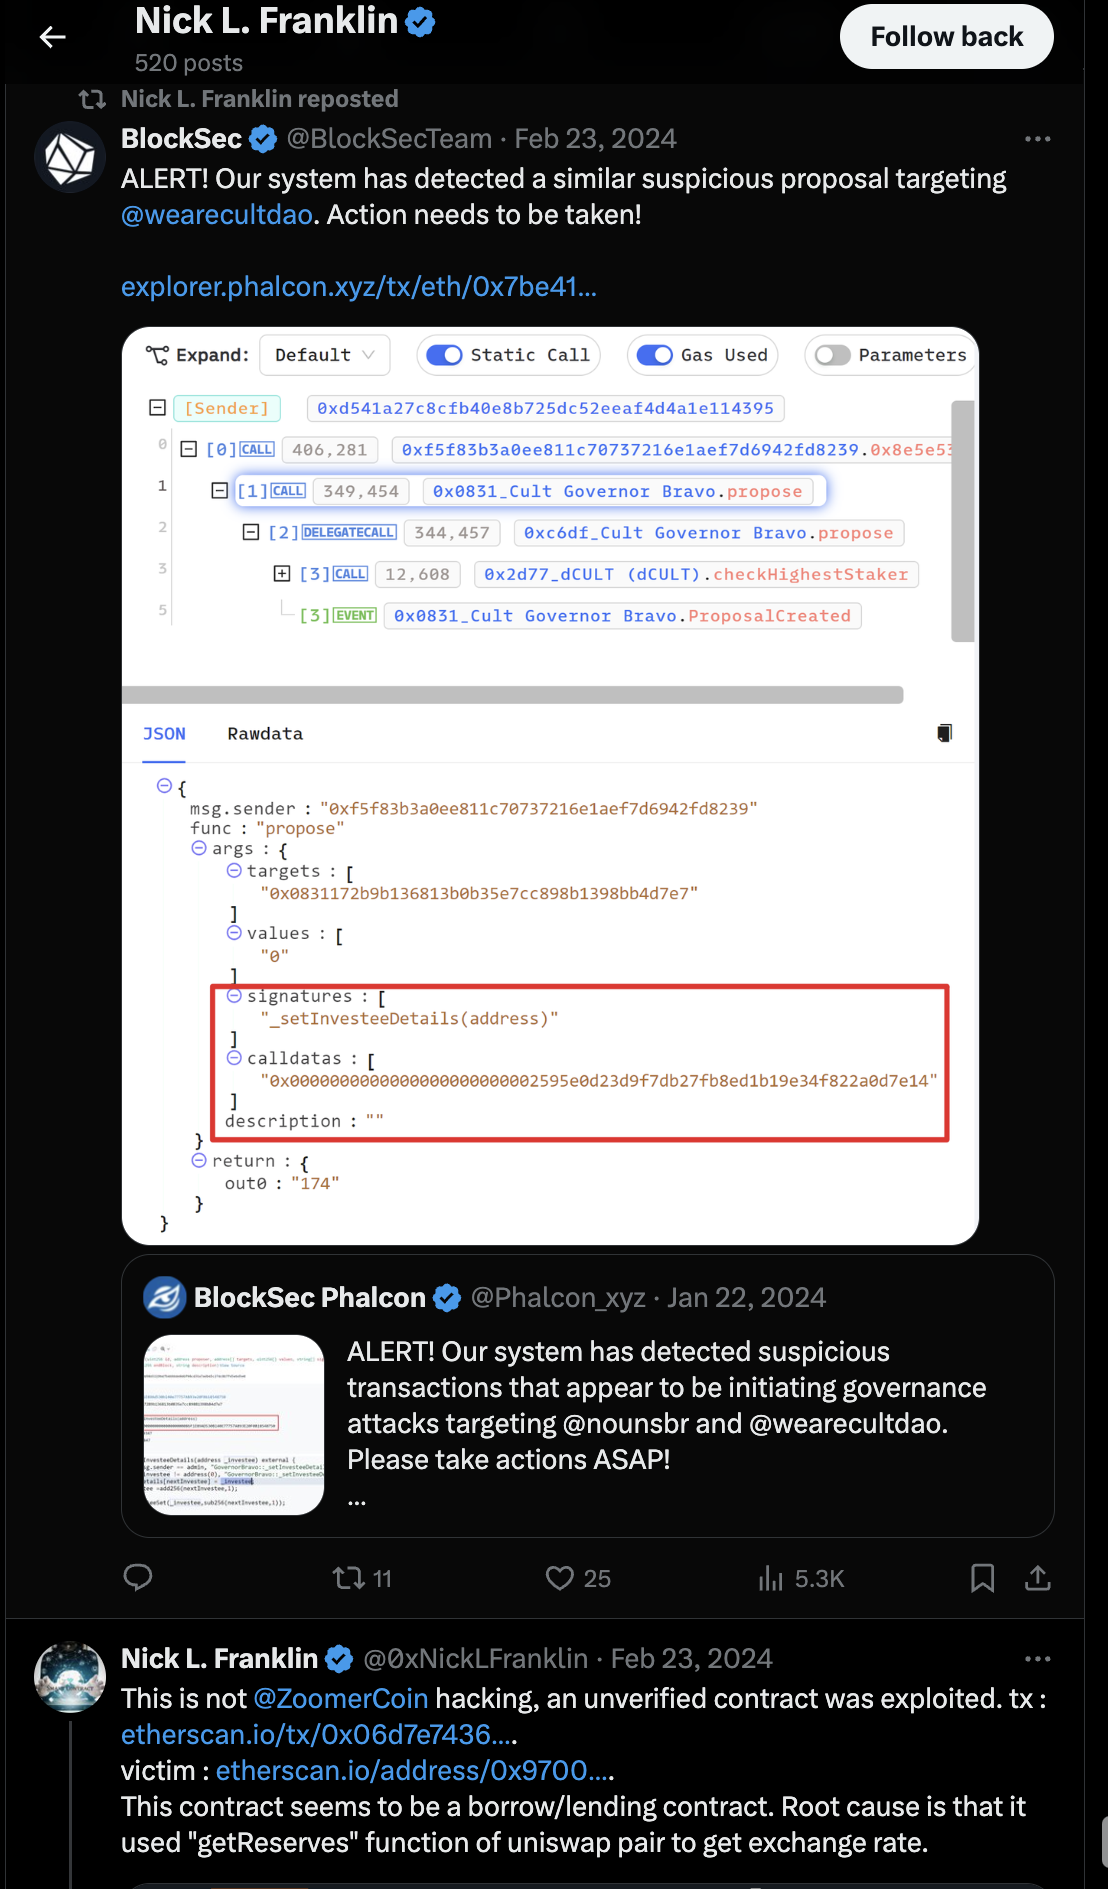 Nick L. Franklin
520 posts
Follow back
Nick L. Franklin reposted
BlockSec @BlockSecTeam · Feb 23, 2024
ALERT! Our system has detected a similar suspicious proposal targeting
@wearecultdao. Action needs to be taken!
explorer.phalcon.xyz/tx/eth/0x7be41...
Expand: Default Static Call Gas Used Parameters
[Sender] 0xd541a27c8cfb40e8b725dc52eeaf4d4a1e114395
0 [0] CALL 406,281 0xf5f83b3a0ee811c70737216e1aef7d6942fd8239.0x8e5e53
1 [1] CALL 349,454 0x0831_Cult Governor Bravo.propose
2 [2] DELEGATECALL 344,457 0xc6df_Cult Governor Bravo.propose
3 [3] CALL 12,608 0x2d77_dCULT (dCULT).checkHighestStaker
5 [3] EVENT 0x0831_Cult Governor Bravo.ProposalCreated
JSON Rawdata
{
msg.sender : "0xf5f83b3a0ee811c70737216e1aef7d6942fd8239"
func : "propose"
args : {
targets : [
"0x0831172b9b136813b0b35e7cc898b1398bb4d7e7"
]
values : [
"0"
]
signatures : [
"_setInvesteeDetails(address)"
]
calldatas : [
"0x0000000000000000000000002595e0d23d9f7db27fb8ed1b19e34f822a0d7e14"
]
description : ""
}
return : {
out0 : "174"
}
}
BlockSec Phalcon @Phalcon_xyz · Jan 22, 2024
ALERT! Our system has detected suspicious
transactions that appear to be initiating governance
attacks targeting @nounsbr and @wearecultdao.
Please take actions ASAP!
...
11 25 5.3K
Nick L. Franklin @0xNickLFranklin · Feb 23, 2024
This is not @ZoomerCoin hacking, an unverified contract was exploited. tx :
etherscan.io/tx/0x06d7e7436....
victim : etherscan.io/address/0x9700....
This contract seems to be a borrow/lending contract. Root cause is that it
used "getReserves" function of uniswap pair to get exchange rate.